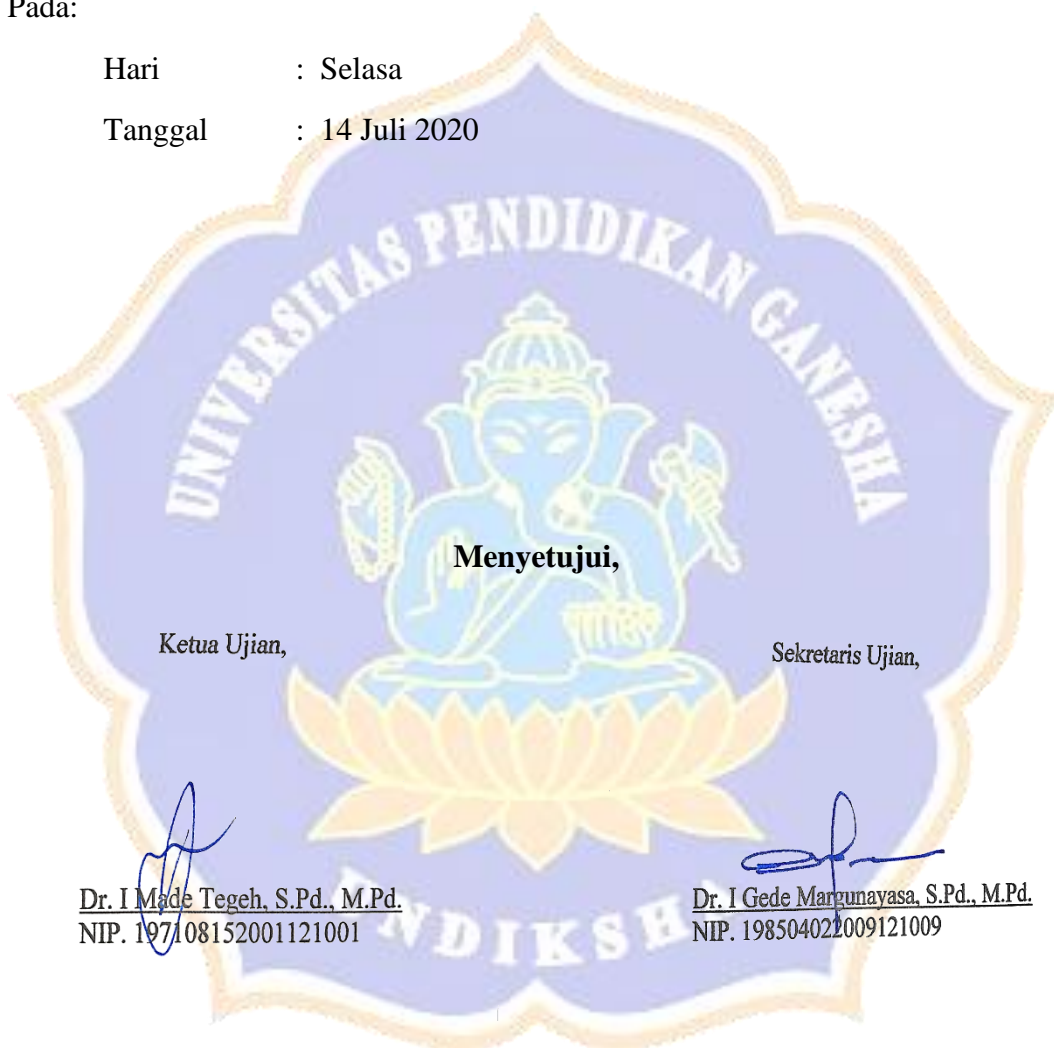 Pada:
Hari : Selasa
Tanggal : 14 Juli 2020
UNIVERSITAS PENDIDIKAN GANESHA
Menyetujui,
Ketua Ujian,
Sekretaris Ujian,
Dr. I Made Tegeh, S.Pd., M.Pd.
NIP. 197108152001121001
Dr. I Gede Margunayasa, S.Pd., M.Pd.
NIP. 198504022009121009
UNDIKSHA